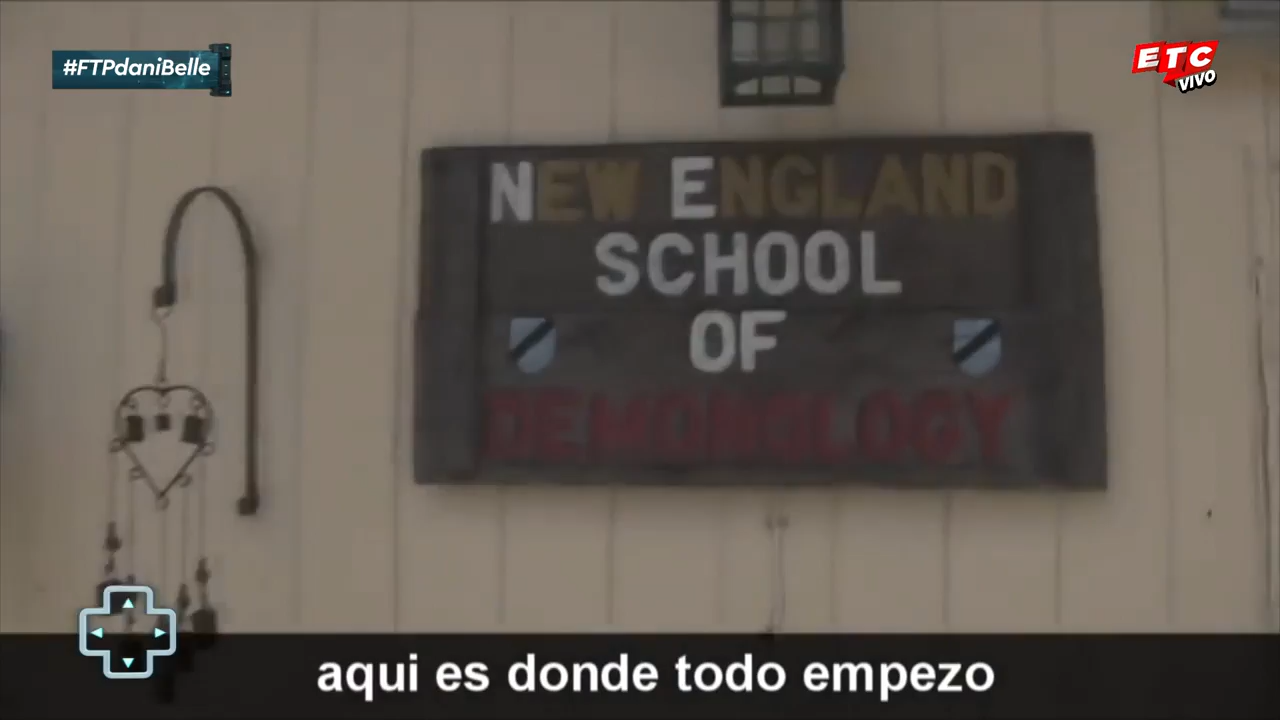 #FTPdaniBelle
ETC
VIVO
NEW ENGLAND
SCHOOL
OF
DEMONOLOGY
aqui es donde todo empezo